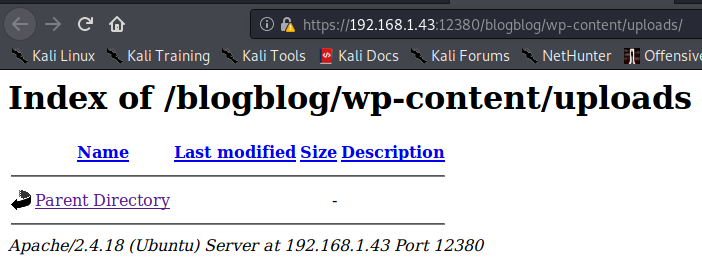 https://192.168.1.43:12380/blogblog/wp-content/uploads/
Kali Linux Kali Training Kali Tools Kali Docs Kali Forums NetHunter Offensive
Index of /blogblog/wp-content/uploads
Name Last modified Size Description
Parent Directory -
Apache/2.4.18 (Ubuntu) Server at 192.168.1.43 Port 12380